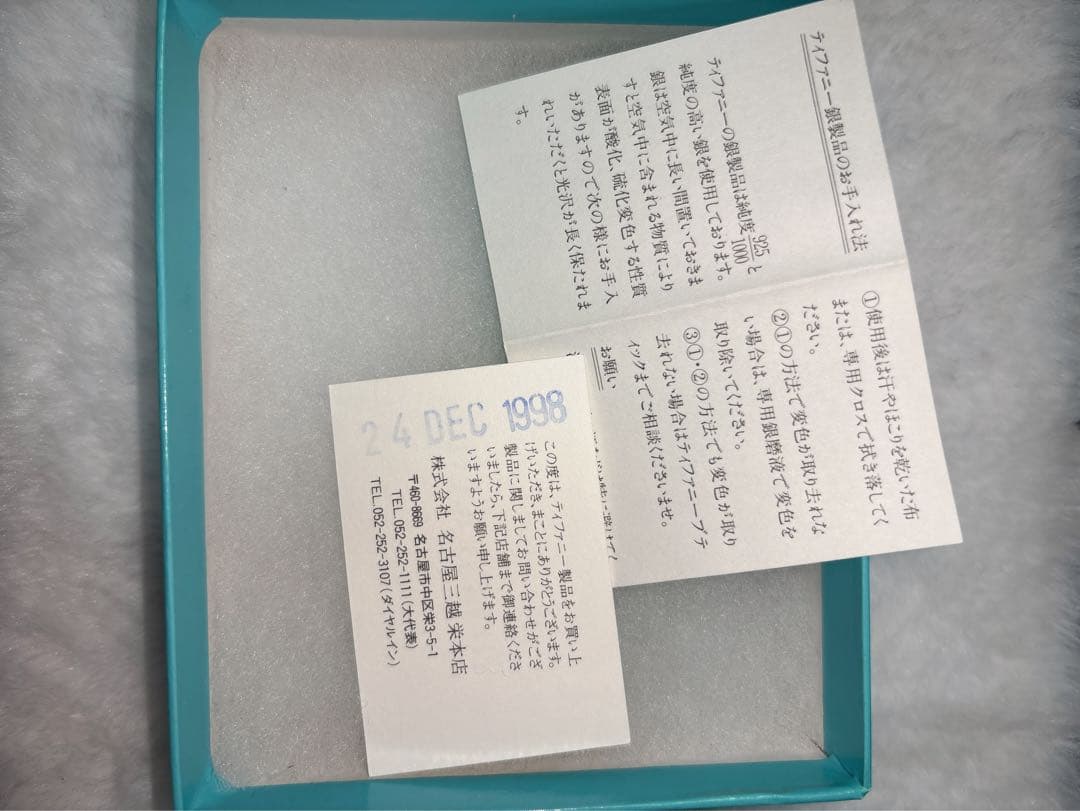 ティファニー銀製品のお手入れ法
ティファニーの銀製品は純度925/1000と
純度の高い銀を使用しております。
銀は空気中に長い間置いておきま
すと空気中に含まれる物質により
表面が酸化、硫化変色する性質
がありますので次の様にお手入
れいただくと光沢が長く保たれま
す。
①使用後は汗やほこりを乾いた布
または、専用クロスで拭き落してく
ださい。
②①の方法で変色が取り去れな
い場合は、専用銀磨液で変色を
取り除いてください。
③①・②の方法でも変色が取り
去れない場合はティファニーブテ
ィックまでご相談くださいませ。
お願い
24 DEC 1998
この度は、ティファニー製品をお買い上
げいただき、まことにありがとうございます。
製品に関しましてお問い合わせがござ
いましたら、下記店舗まで御連絡くださ
いますようお願い申し上げます。
株式会社 名古屋三越 栄本店
〒460-8669 名古屋市中区栄3-5-1
TEL.052-252-1111(大代表)
TEL.052-252-3107(ダイヤルイン)